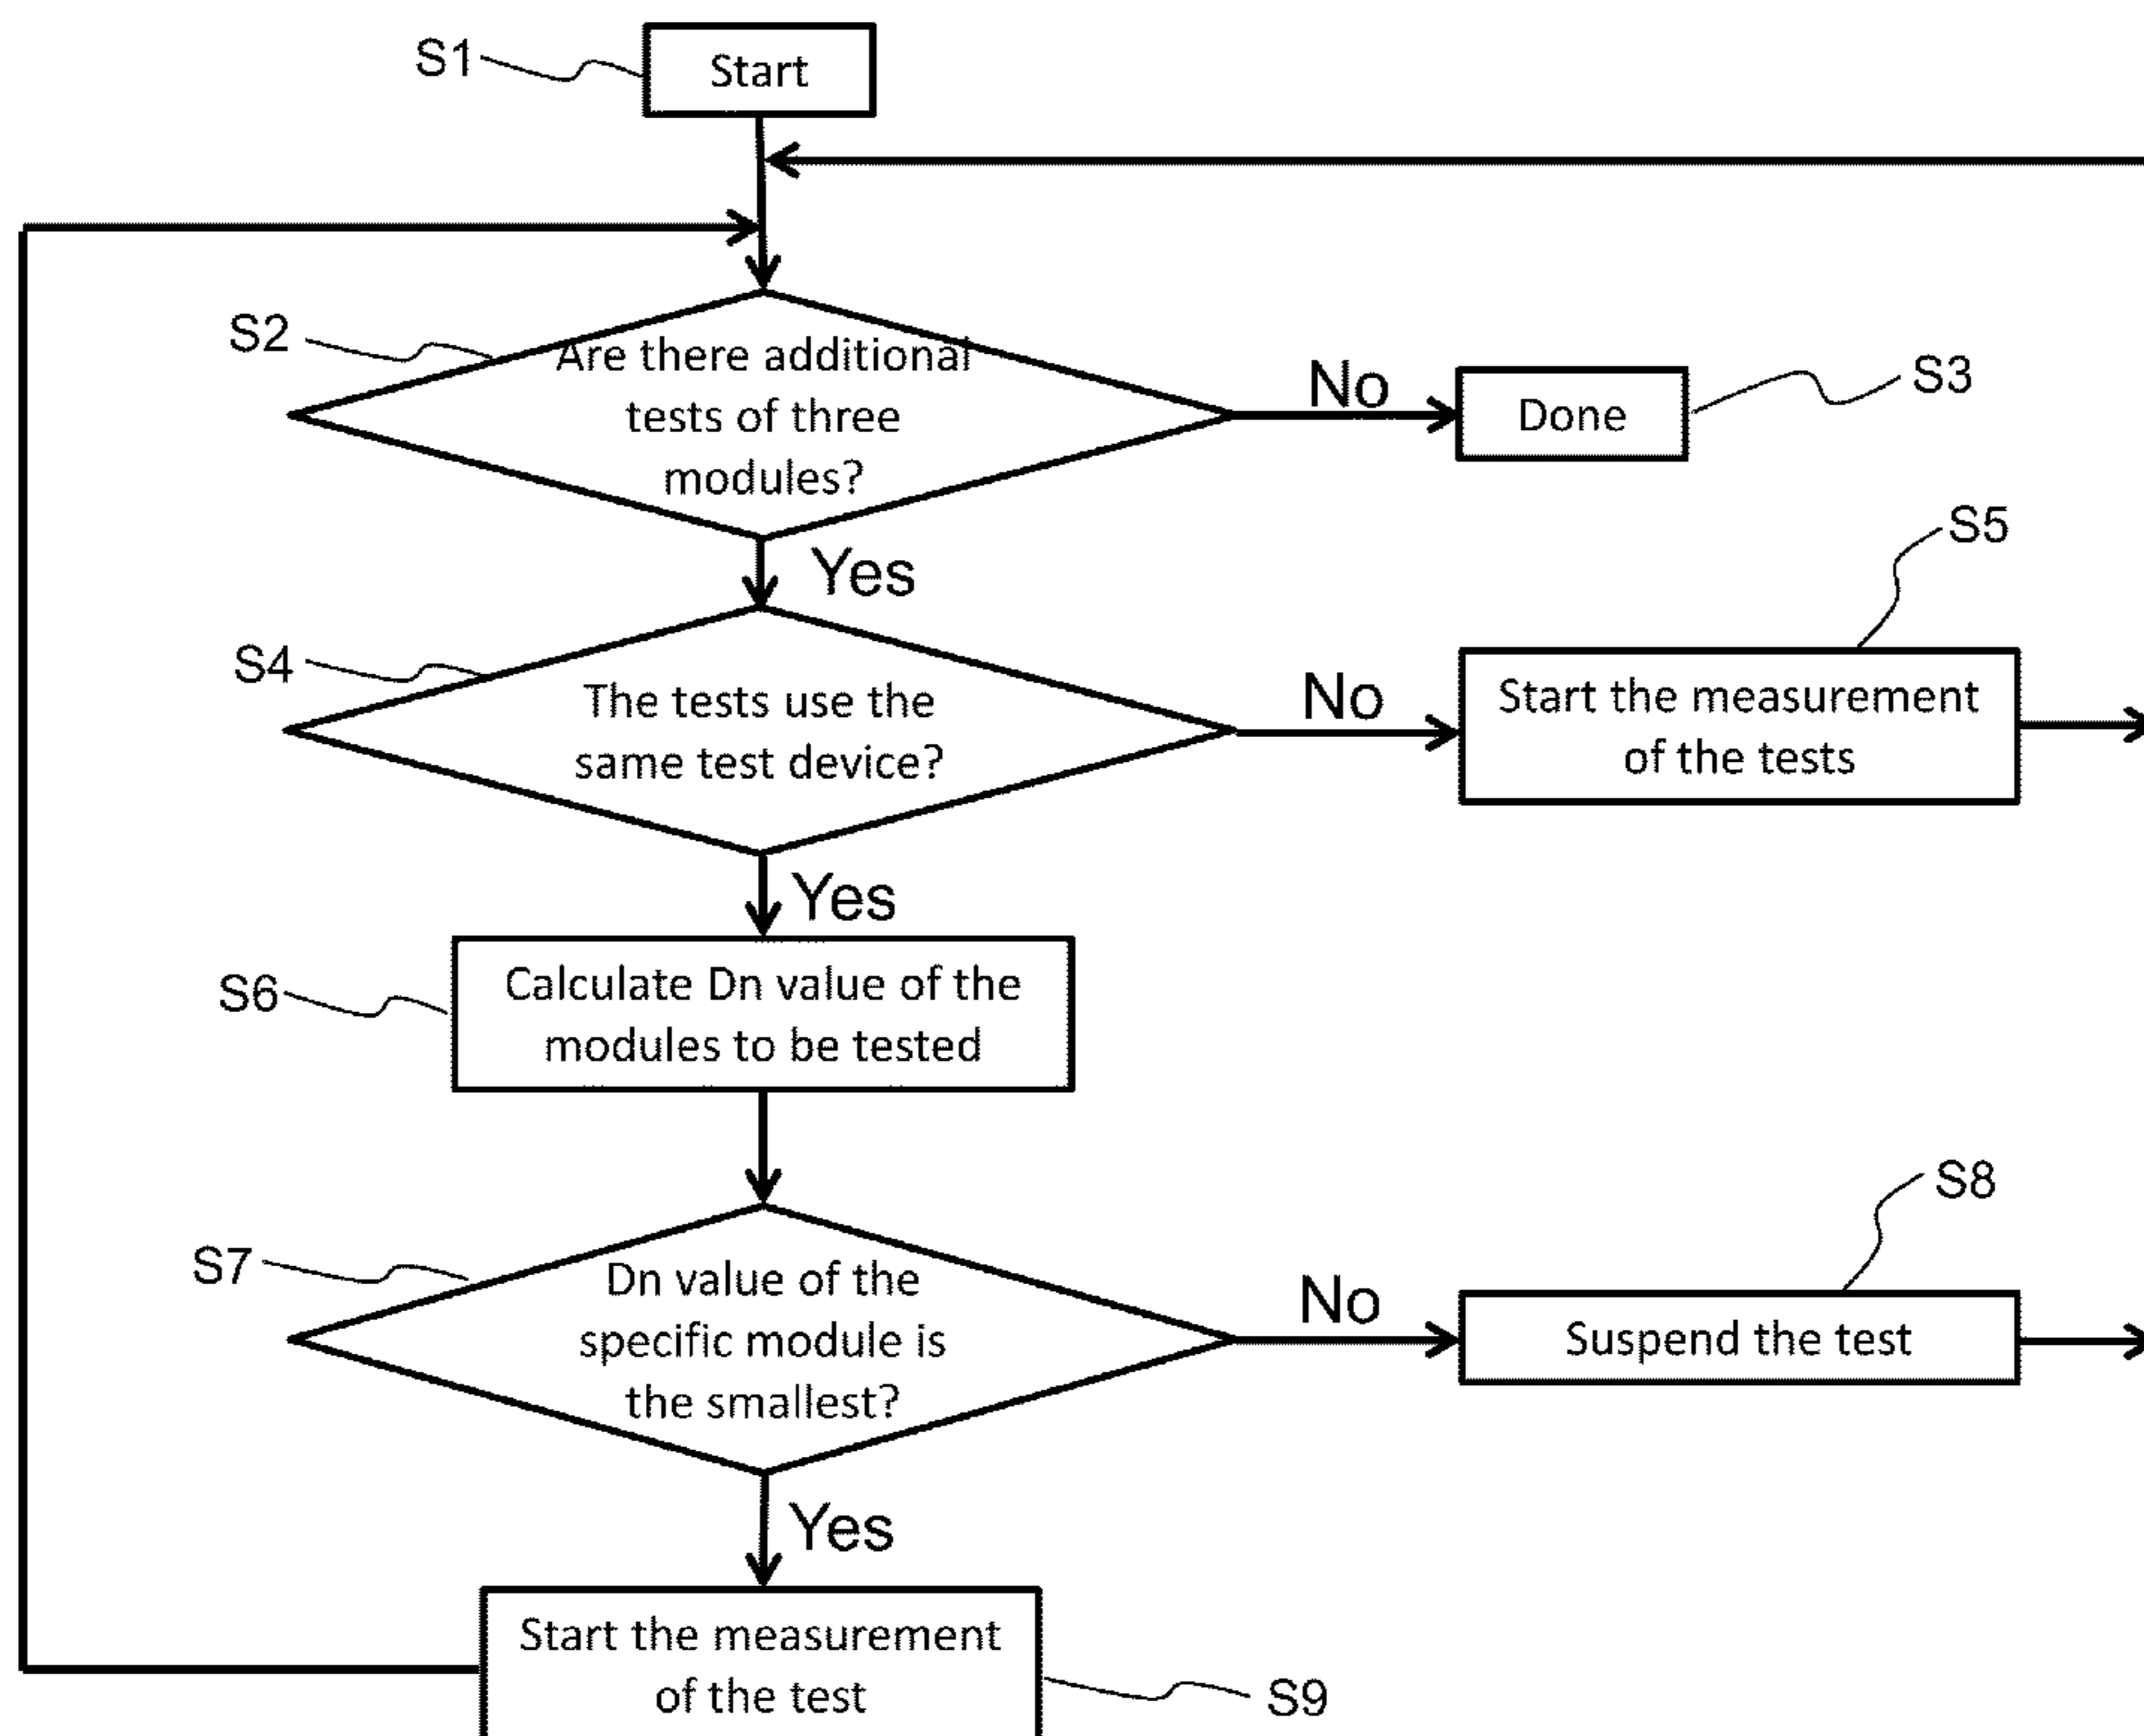 S1
Start
S2
Are there additional
tests of three
modules?
No
Done
S3
Yes
S4
The tests use the
same test device?
No
S5
Start the measurement
of the tests
Yes
S6
Calculate Dn value of the
modules to be tested
S7
Dn value of the
specific module is
the smallest?
No
S8
Suspend the test
Yes
Start the measurement
of the test
S9